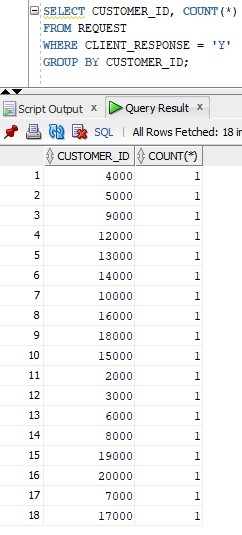 SELECT CUSTOMER_ID, COUNT(*)
FROM REQUEST
WHERE CLIENT_RESPONSE = 'Y'
GROUP BY CUSTOMER_ID;
Script Output x Query Result x
SQL | All Rows Fetched: 18 in
CUSTOMER_ID COUNT(*)
1 4000 1
2 5000 1
3 9000 1
4 12000 1
5 13000 1
6 14000 1
7 10000 1
8 16000 1
9 18000 1
10 15000 1
11 2000 1
12 3000 1
13 6000 1
14 8000 1
15 19000 1
16 20000 1
17 7000 1
18 17000 1